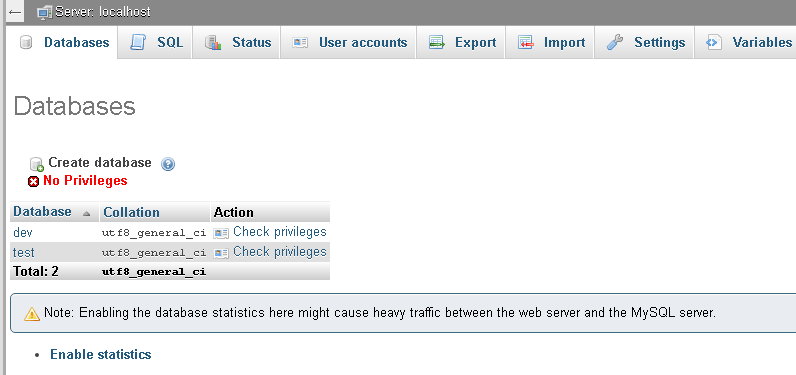 Server: localhost
Databases SQL Status User accounts Export Import Settings Variables
Databases
Create database
No Privileges
Database Collation Action
dev utf8_general_ci Check privileges
test utf8_general_ci Check privileges
Total: 2 utf8_general_ci
Note: Enabling the database statistics here might cause heavy traffic between the web server and the MySQL server.
Enable statistics